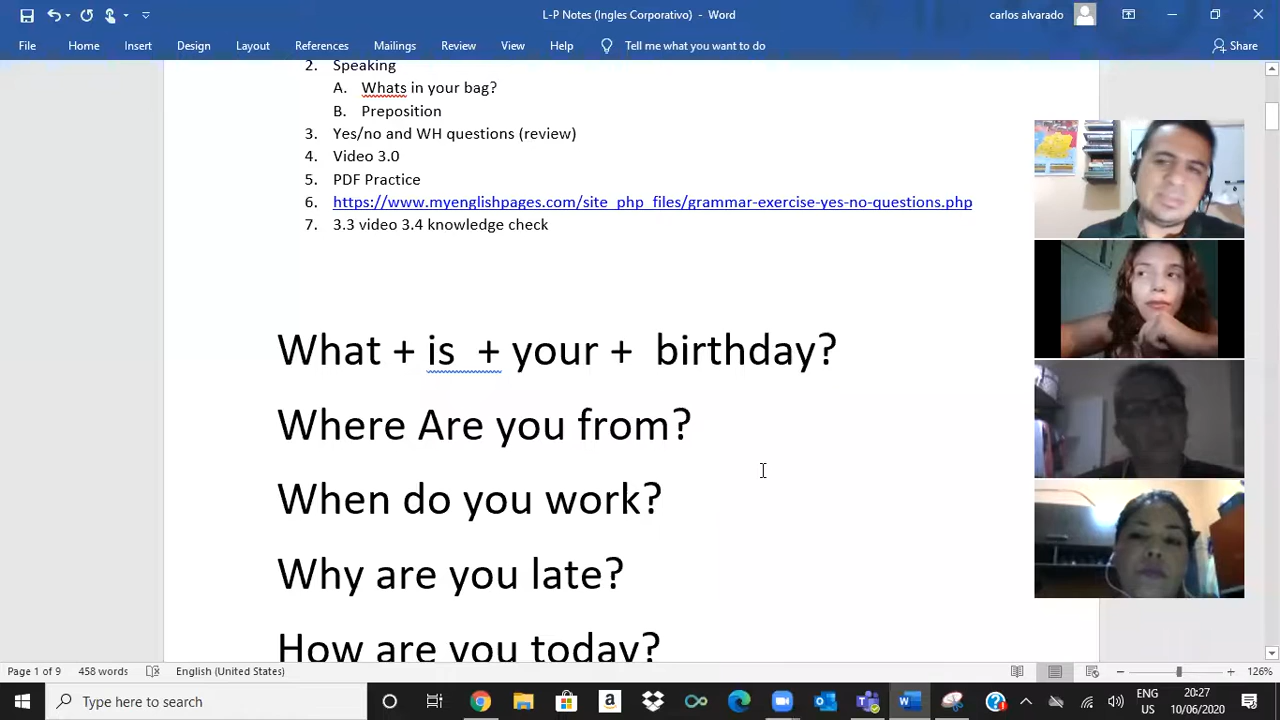 L-P Notes (Ingles Corporativo) - Word
carlos alvarado
File Home Insert Design Layout References Mailings Review View Help Tell me what you want to do Share
2. Speaking
A. Whats in your bag?
B. Preposition
3. Yes/no and WH questions (review)
4. Video 3.0
5. PDF Practice
6. https://www.myenglishpages.com/site_php_files/grammar-exercise-yes-no-questions.php
7. 3.3 video 3.4 knowledge check
What + is + your + birthday?
Where Are you from?
When do you work?
Why are you late?
How are you today?
Page 1 of 9 458 words English (United States) 126%
Type here to search
ENG 20:27
US 10/06/2020